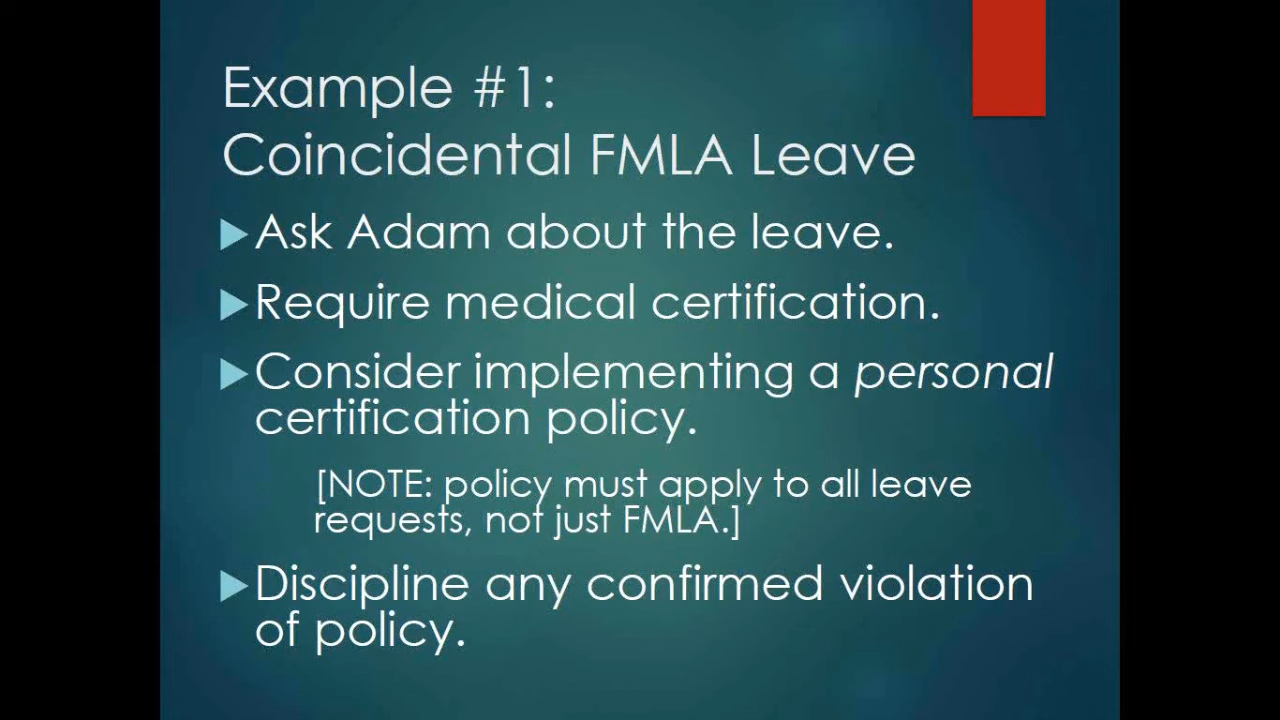 Example #1:
Coincidental FMLA Leave
Ask Adam about the leave.
Require medical certification.
Consider implementing a personal
certification policy.
[NOTE: policy must apply to all leave
requests, not just FMLA.]
Discipline any confirmed violation
of policy.